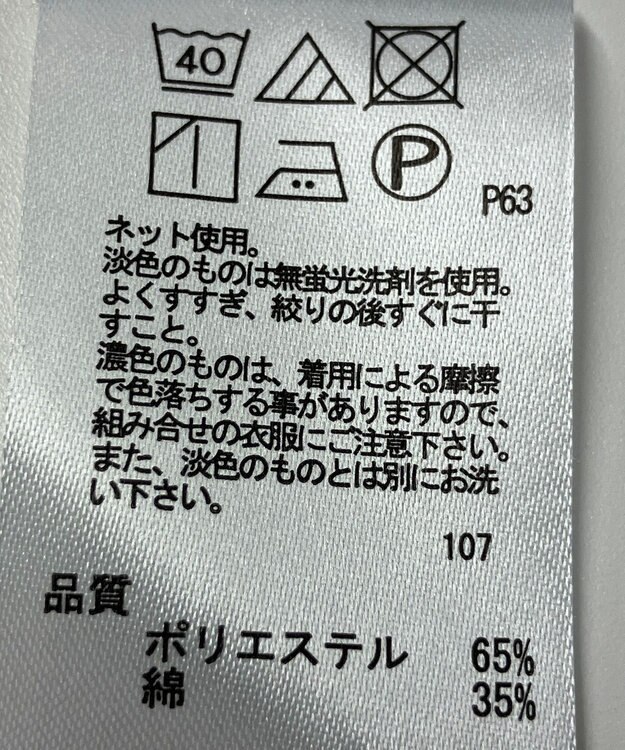 40
P
P63
ネット使用。
淡色のものは無蛍光洗剤を使用。
よくすすぎ、絞りの後すぐに干
すこと。
濃色のものは、着用による摩擦
で色落ちする事がありますので、
組み合せの衣服にご注意下さい。
また、淡色のものとは別にお洗
い下さい。
107
品質
ポリエステル 65%
綿 35%